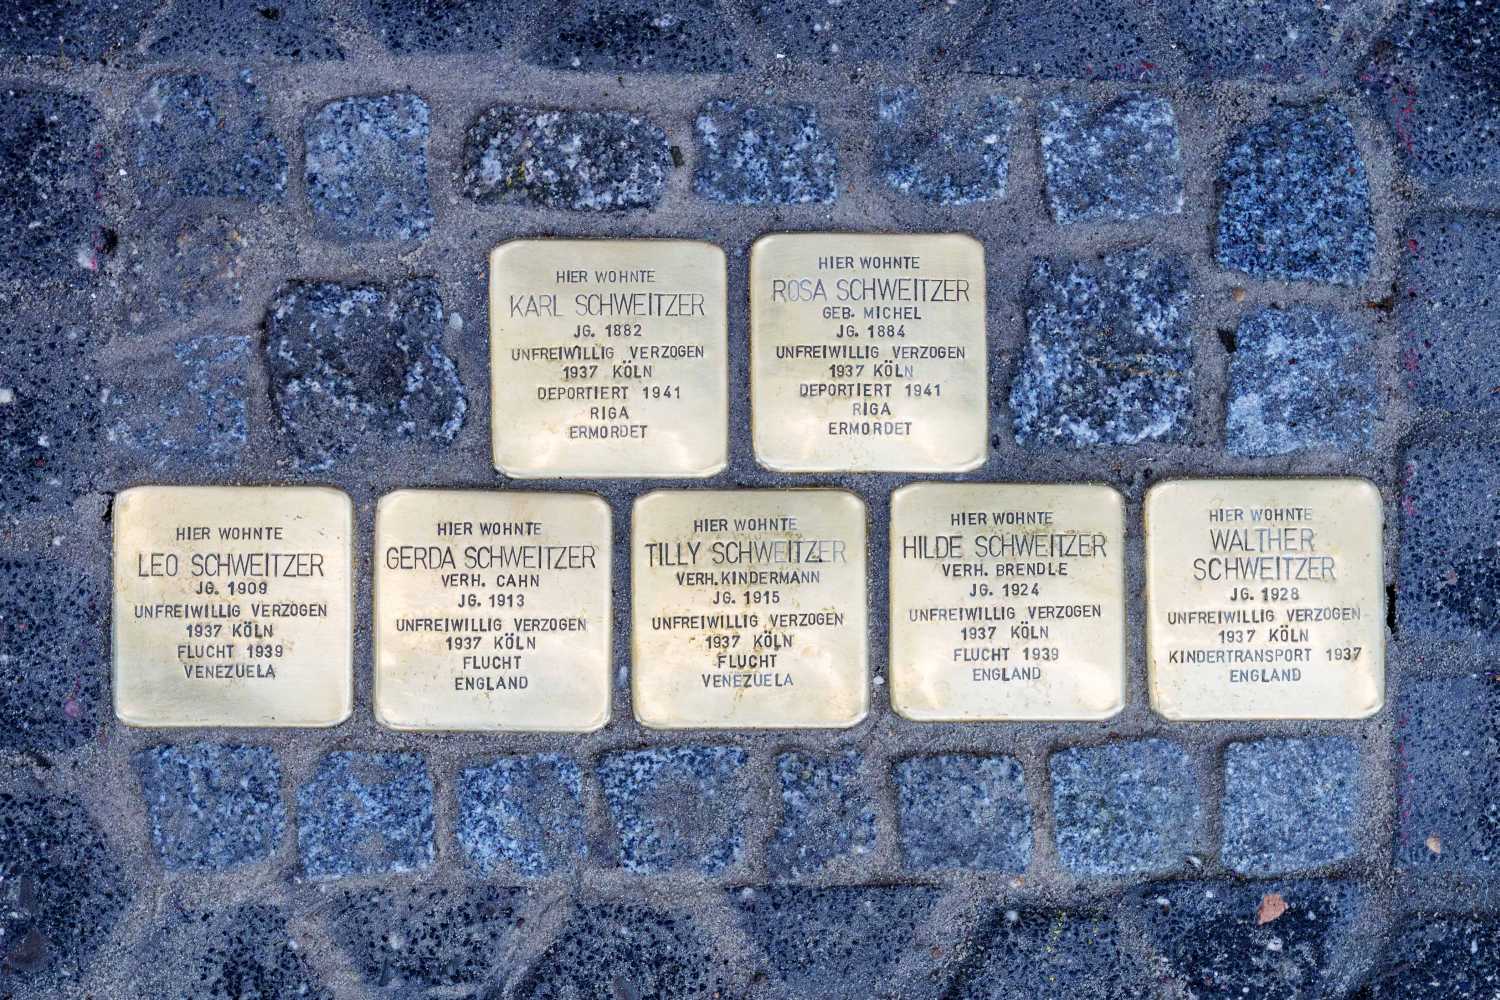 HIER WOHNTE
KARL SCHWEITZER
JG. 1882
UNFREIWILLIG VERZOGEN
1937 KÖLN
DEPORTIERT 1941
RIGA
ERMORDET
HIER WOHNTE
ROSA SCHWEITZER
GEB. MICHEL
JG. 1884
UNFREIWILLIG VERZOGEN
1937 KÖLN
DEPORTIERT 1941
RIGA
ERMORDET
HIER WOHNTE
LEO SCHWEITZER
JG. 1909
UNFREIWILLIG VERZOGEN
1937 KÖLN
FLUCHT 1939
VENEZUELA
HIER WOHNTE
GERDA SCHWEITZER
VERH. CAHN
JG. 1913
UNFREIWILLIG VERZOGEN
1937 KÖLN
FLUCHT
ENGLAND
HIER WOHNTE
TILLY SCHWEITZER
VERH. KINDERMANN
JG. 1915
UNFREIWILLIG VERZOGEN
1937 KÖLN
FLUCHT
VENEZUELA
HIER WOHNTE
HILDE SCHWEITZER
VERH. BRENDLE
JG. 1924
UNFREIWILLIG VERZOGEN
1937 KÖLN
FLUCHT 1939
ENGLAND
HIER WOHNTE
WALTHER
SCHWEITZER
JG. 1928
UNFREIWILLIG VERZOGEN
1937 KÖLN
KINDERTRANSPORT 1937
ENGLAND